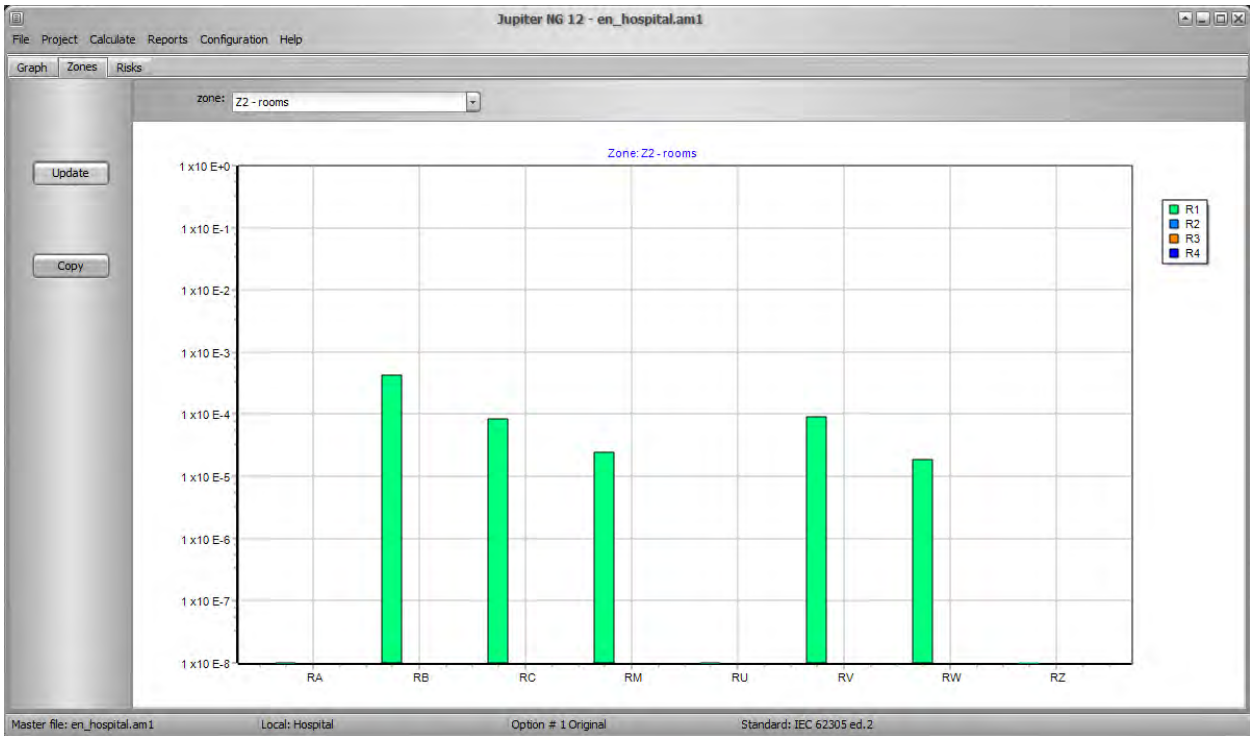 Jupiter NG 12 - en_hospital.am1
File Project Calculate Reports Configuration Help
Graph Zones Risks
zone: Z2 - rooms
Update
Copy
Zone: Z2 - rooms
1 x10 E+0
1 x10 E-1
1 x10 E-2
1 x10 E-3
1 x10 E-4
1 x10 E-5
1 x10 E-6
1 x10 E-7
1 x10 E-8
RA RB RC RM RU RV RW RZ
R1
R2
R3
R4
Master file: en_hospital.am1 Local: Hospital Option # 1 Original Standard: IEC 62305 ed.2